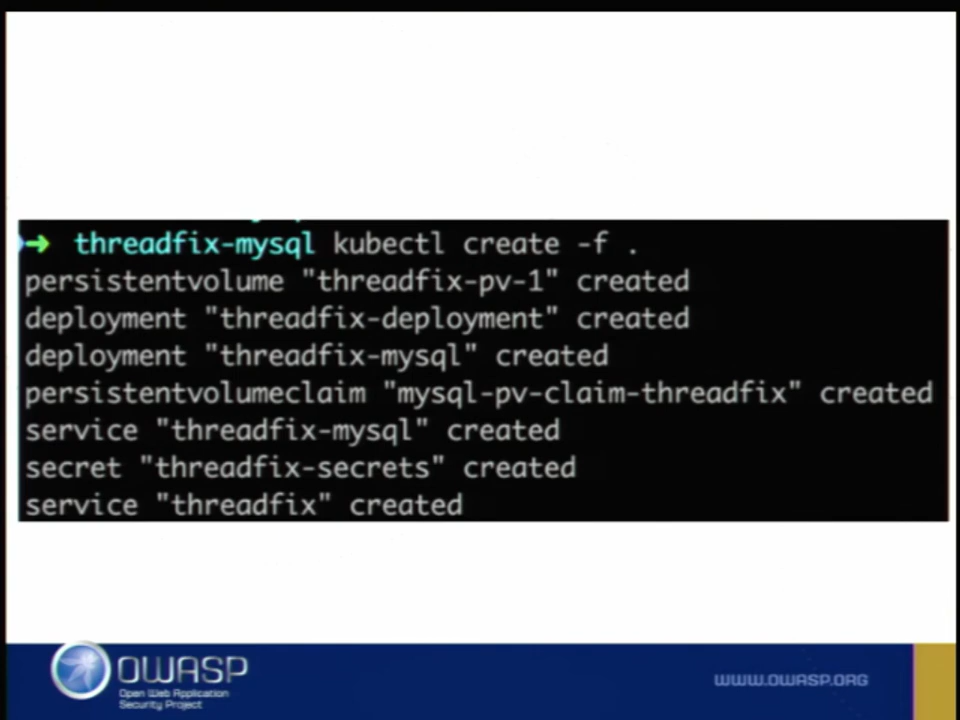 ➜ threadfix-mysql kubectl create -f .
persistentvolume "threadfix-pv-1" created
deployment "threadfix-deployment" created
deployment "threadfix-mysql" created
persistentvolumeclaim "mysql-pv-claim-threadfix" created
service "threadfix-mysql" created
secret "threadfix-secrets" created
service "threadfix" created
OWASP
Open Web Application
Security Project
WWW.OWASP.ORG